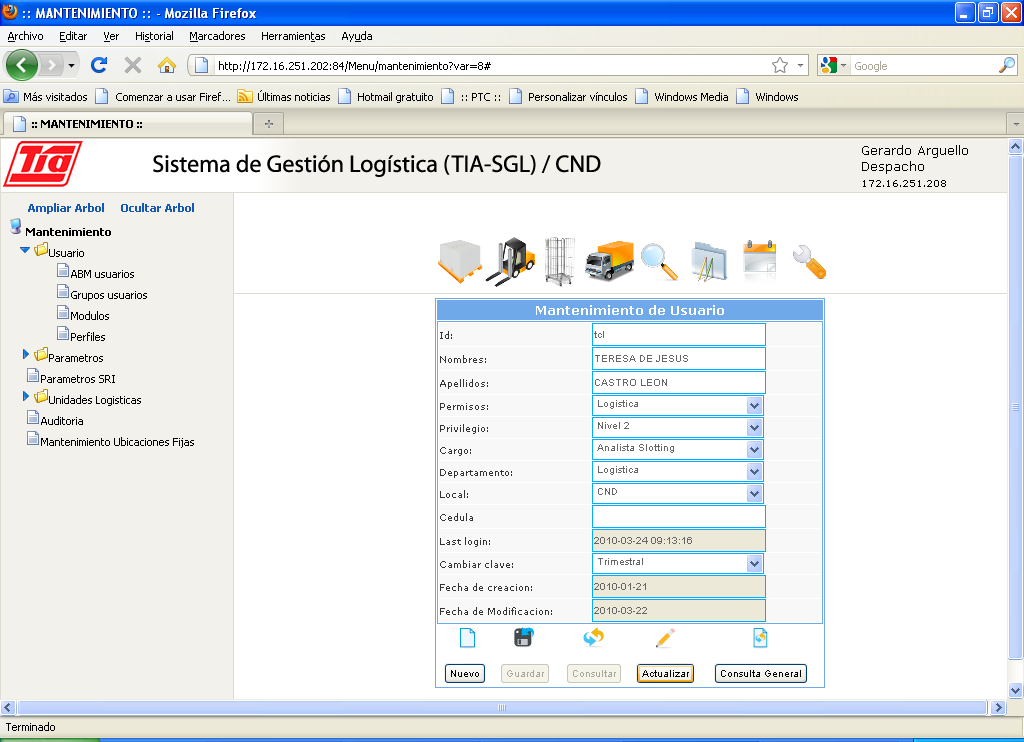 :: MANTENIMIENTO :: - Mozilla Firefox
Archivo Editar Ver Historial Marcadores Herramientas Ayuda
http://172.16.251.202:84/Menu/mantenimiento?var=8#
Google
Más visitados Comenzar a usar Firef... Últimas noticias Hotmail gratuito :: PTC :: Personalizar vínculos Windows Media Windows
:: MANTENIMIENTO ::
Tia
Sistema de Gestión Logística (TIA-SGL) / CND
Gerardo Arguello
Despacho
172.16.251.208
Ampliar Arbol Ocultar Arbol
Mantenimiento
Usuario
ABM usuarios
Grupos usuarios
Modulos
Perfiles
Parametros
Parametros SRI
Unidades Logisticas
Auditoria
Mantenimiento Ubicaciones Fijas
Mantenimiento de Usuario
Id: tcl
Nombres: TERESA DE JESUS
Apellidos: CASTRO LEON
Permisos: Logistica
Privilegio: Nivel 2
Cargo: Analista Slotting
Departamento: Logistica
Local: CND
Cedula
Last login: 2010-03-24 09:13:16
Cambiar clave: Trimestral
Fecha de creacion: 2010-01-21
Fecha de Modificacion: 2010-03-22
Nuevo Guardar Consultar Actualizar Consulta General
Terminado